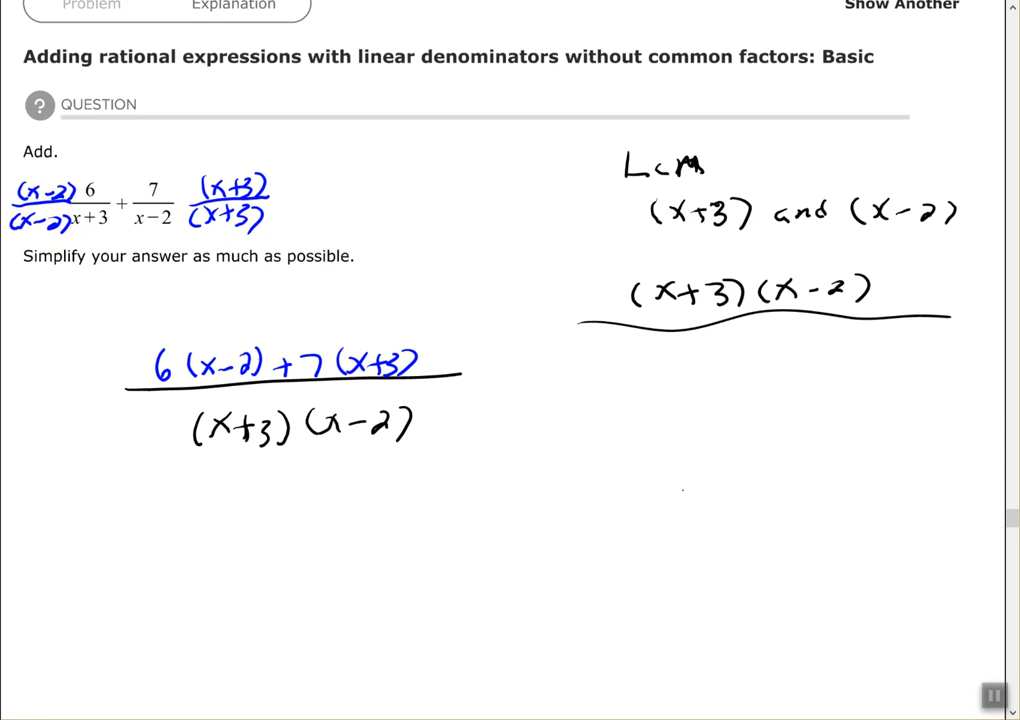 Problem Explanation Show Another
Adding rational expressions with linear denominators without common factors: Basic
? QUESTION
Add.
(x-2)/(x-2) 6/(x+3) + 7/(x-2) (x+3)/(x+3)
Simplify your answer as much as possible.
LCM
(x+3) and (x-2)
(x+3)(x-2)
6(x-2)+7(x+3)
(x+3)(x-2)